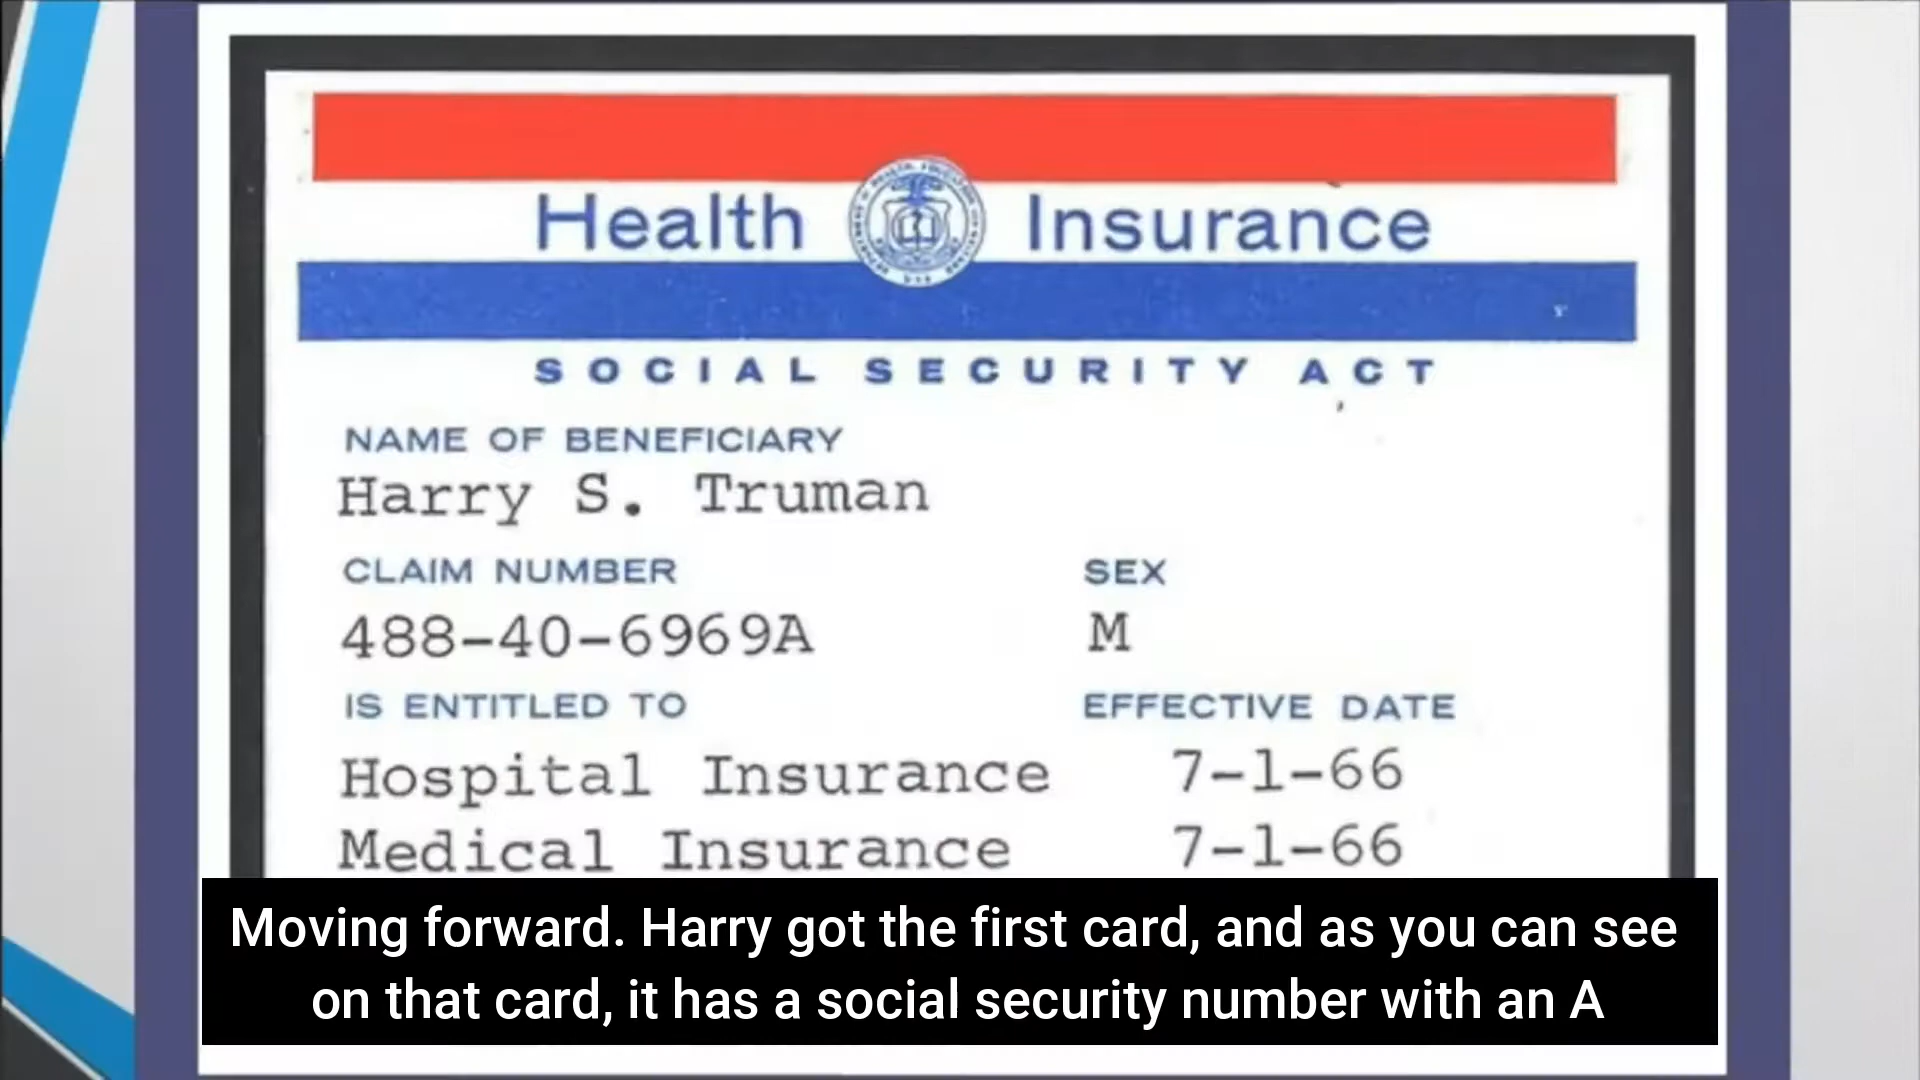 Health Insurance
SOCIAL SECURITY ACT
NAME OF BENEFICIARY
Harry S. Truman
CLAIM NUMBER SEX
488-40-6969A M
IS ENTITLED TO EFFECTIVE DATE
Hospital Insurance 7-1-66
Medical Insurance 7-1-66
Moving forward. Harry got the first card, and as you can see
on that card, it has a social security number with an A